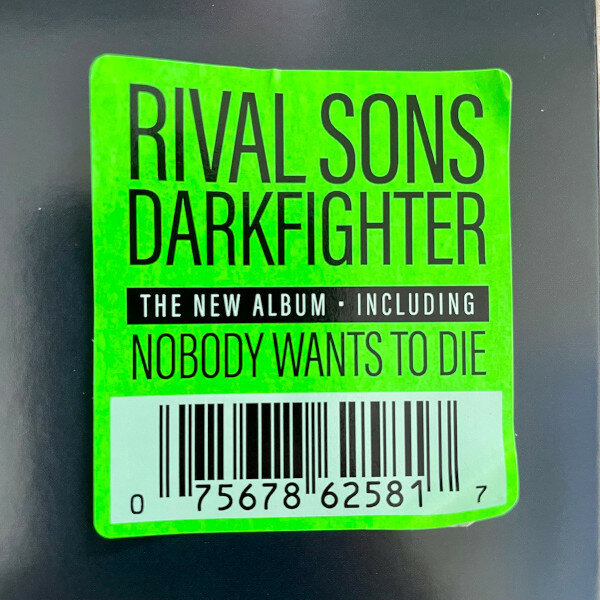 RIVAL SONS
DARKFIGHTER
THE NEW ALBUM · INCLUDING
NOBODY WANTS TO DIE
0 75678 62581 7